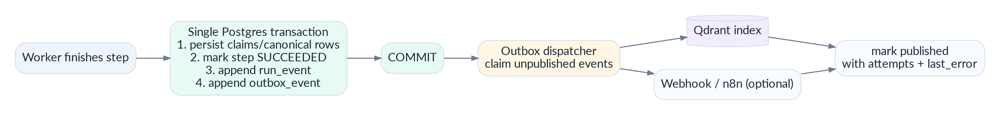 Worker finishes step
Single Postgres transaction
1. persist claims/canonical rows
2. mark step SUCCEEDED
3. append run_event
4. append outbox_event
COMMIT
Outbox dispatcher
claim unpublished events
Qdrant index
Webhook / n8n (optional)
mark published
with attempts + last_error